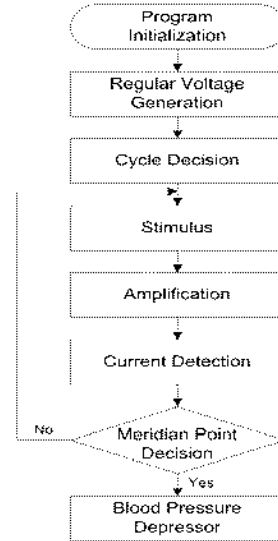 Program
Initialization
Regular Voltage
Generation
Cycle Decision
Stimulus
Amplification
Current Detection
Meridian Point
Decision
No
Yes
Blood Pressure
Depressor